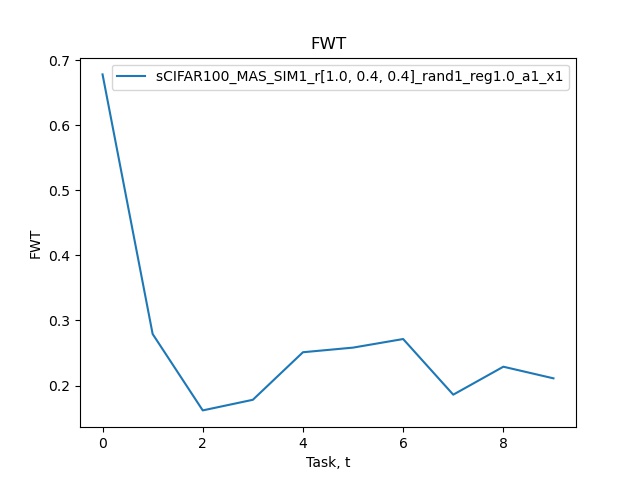 FWT
sCIFAR100_MAS_SIM1_r[1.0, 0.4, 0.4]_rand1_reg1.0_a1_x1
0.7
0.6
0.5
0.4
0.3
0.2
FWT
0 2 4 6 8
Task, t